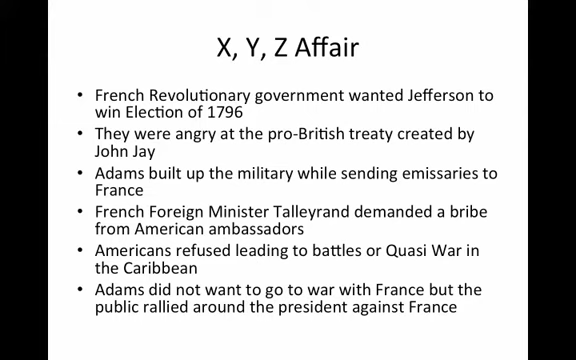 X, Y, Z Affair
• French Revolutionary government wanted Jefferson to
win Election of 1796
• They were angry at the pro-British treaty created by
John Jay
• Adams built up the military while sending emissaries to
France
• French Foreign Minister Talleyrand demanded a bribe
from American ambassadors
• Americans refused leading to battles or Quasi War in
the Caribbean
• Adams did not want to go to war with France but the
public rallied around the president against France